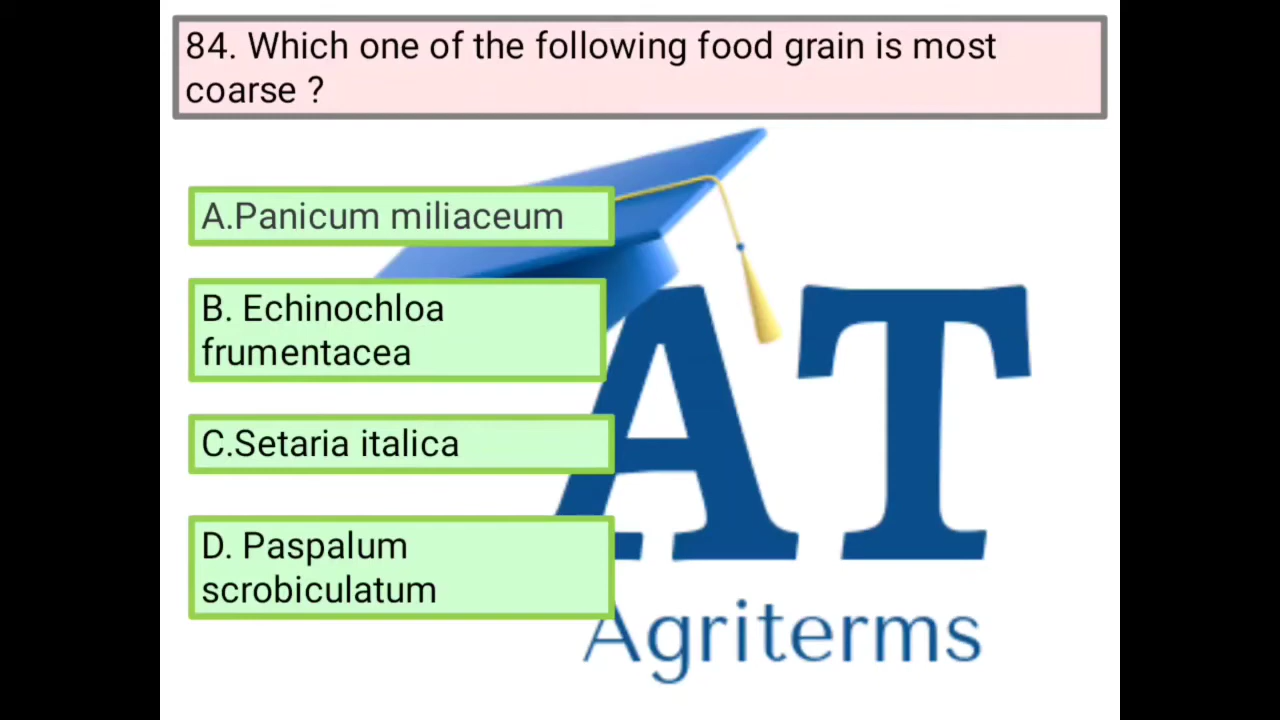 84. Which one of the following food grain is most
coarse ?
A.Panicum miliaceum
B. Echinochloa
frumentacea
C.Setaria italica
D. Paspalum
scrobiculatum
AT
Agriterms